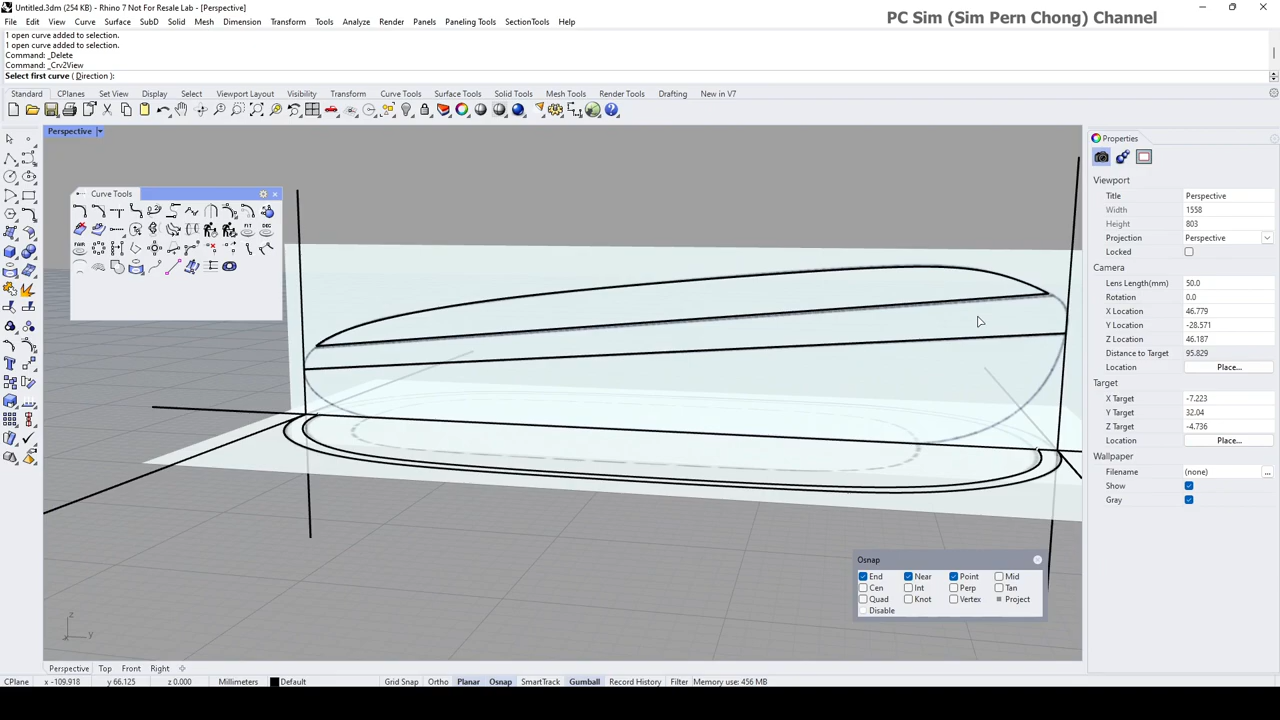 Untitled.3dm (254 KB) - Rhino 7 Not For Resale Lab - [Perspective]
PC Sim (Sim Pern Chong) Channel
File Edit View Curve Surface SubD Solid Mesh Dimension Transform Tools Analyze Render Panels Paneling Tools SectionTools Help
1 open curve added to selection.
1 open curve added to selection.
Command: _Delete
Command: _Crv2View
Select first curve ( Direction ):
Standard CPlanes Set View Display Select Viewport Layout Visibility Transform Curve Tools Surface Tools Solid Tools Mesh Tools Render Tools Drafting New in V7
Perspective
Curve Tools
Properties
Viewport
Title Perspective
Width 1558
Height 803
Projection Perspective
Locked
Camera
Lens Length(mm) 50.0
Rotation 0.0
X Location 46.779
Y Location -28.571
Z Location 46.187
Distance to Target 95.829
Location Place...
Target
X Target -7.223
Y Target 32.04
Z Target -4.736
Location Place...
Wallpaper
Filename (none) ...
Show
Gray
Osnap
End Near Point Mid
Cen Int Perp Tan
Quad Knot Vertex Project
Disable
z
y
Perspective Top Front Right
CPlane x -109.918 y 66.125 z 0.000 Millimeters Default Grid Snap Ortho Planar Osnap SmartTrack Gumball Record History Filter Memory use: 456 MB